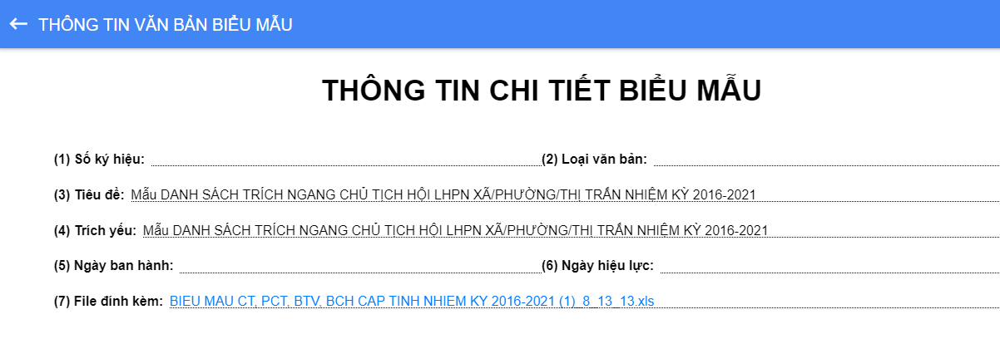 THÔNG TIN VĂN BẢN BIỂU MẪU
THÔNG TIN CHI TIẾT BIỂU MẪU
(1) Số ký hiệu: (2) Loại văn bản:
(3) Tiêu đề: Mẫu DANH SÁCH TRÍCH NGANG CHỦ TỊCH HỘI LHPN XÃ/PHƯỜNG/THỊ TRẤN NHIỆM KỲ 2016-2021
(4) Trích yếu: Mẫu DANH SÁCH TRÍCH NGANG CHỦ TỊCH HỘI LHPN XÃ/PHƯỜNG/THỊ TRẤN NHIỆM KỲ 2016-2021
(5) Ngày ban hành: (6) Ngày hiệu lực:
(7) File đính kèm: BIEU MAU CT, PCT, BTV, BCH CAP TINH NHIEM KY 2016-2021 (1)_8_13_13.xls